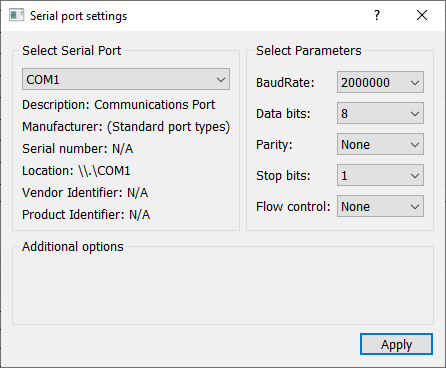 Serial port settings
?
Select Serial Port
COM1
Description: Communications Port
Manufacturer: (Standard port types)
Serial number: N/A
Location: \\.\COM1
Vendor Identifier: N/A
Product Identifier: N/A
Select Parameters
BaudRate: 2000000
Data bits: 8
Parity: None
Stop bits: 1
Flow control: None
Additional options
Apply